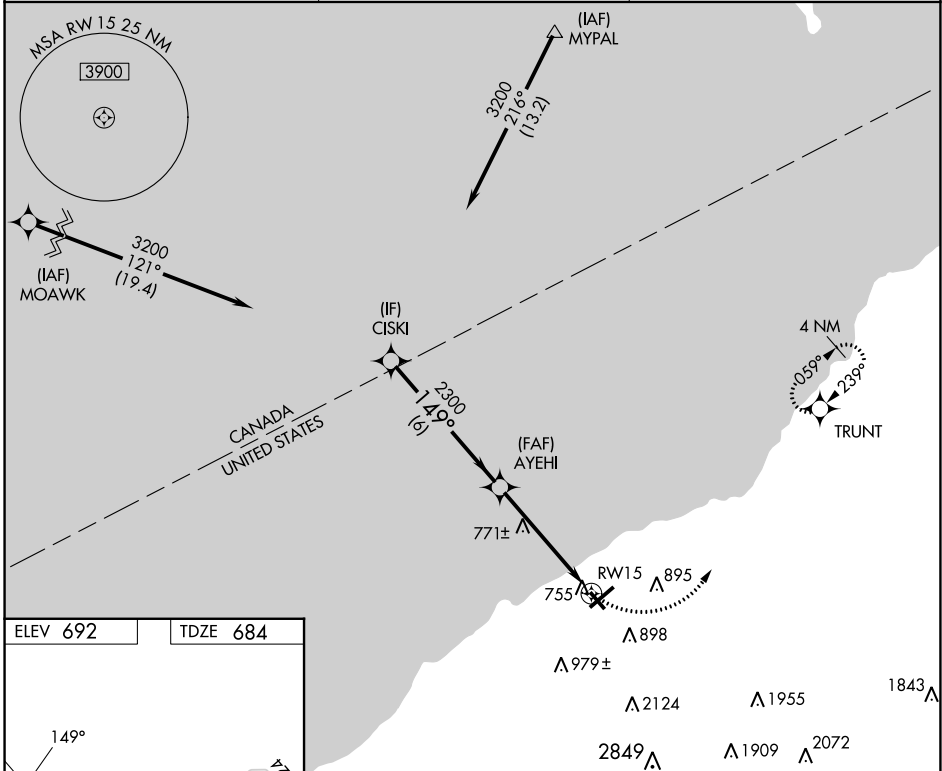 MSA RW 15 25 NM
3900
(IAF)
MYPAL
3200
216°
(13.2)
3200
121°
(19.4)
(IAF)
MOAWK
(IF)
CISKI
4 NM
059°
239°
TRUNT
2300
149°
(6)
CANADA
UNITED STATES
(FAF)
AYEHI
771±
RW15
755
895
898
979±
2124
1955
1843
2849
1909
2072
ELEV 692
TDZE 684
149°